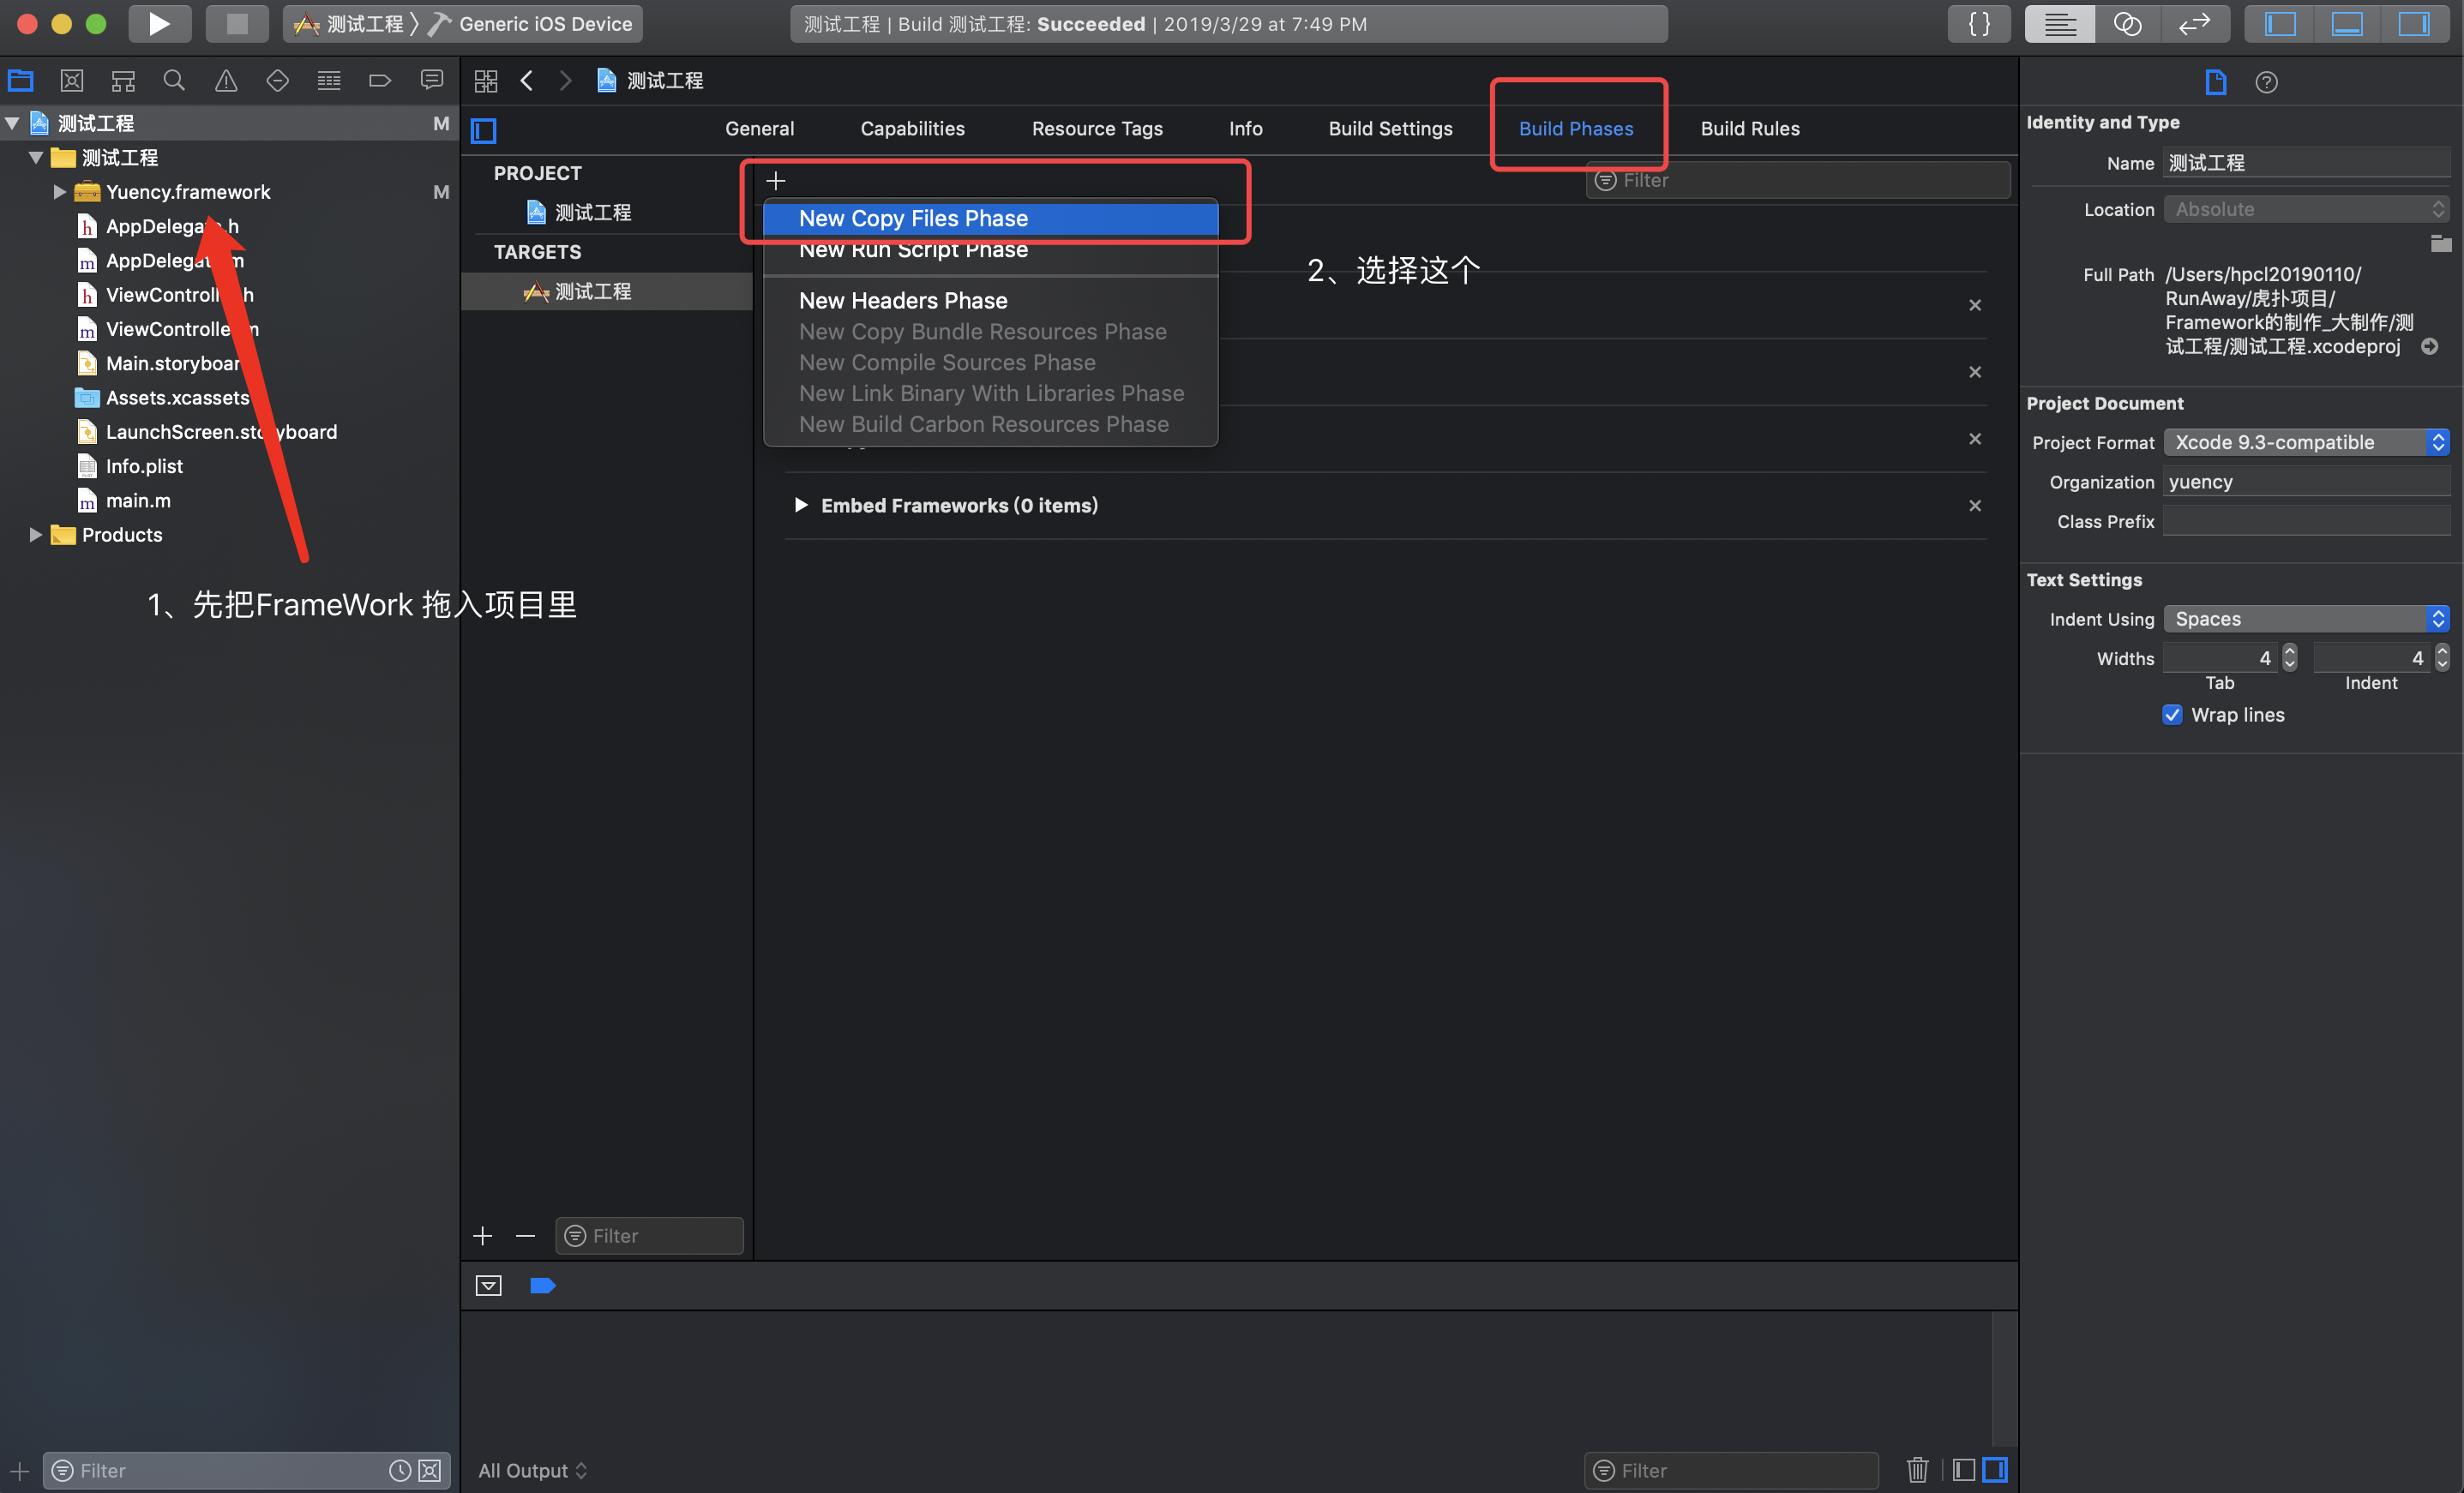 测试工程 〉 Generic iOS Device
测试工程 | Build 测试工程: Succeeded | 2019/3/29 at 7:49 PM
{ }
测试工程
测试工程 M
测试工程
Yuency.framework M
AppDelegate.h
AppDelegate.m
ViewController.h
ViewController.m
Main.storyboard
Assets.xcassets
LaunchScreen.storyboard
Info.plist
main.m
Products
1、先把FrameWork 拖入项目里
General Capabilities Resource Tags Info Build Settings Build Phases Build Rules
PROJECT
测试工程
TARGETS
测试工程
Filter
New Copy Files Phase
New Run Script Phase
New Headers Phase
New Copy Bundle Resources Phase
New Compile Sources Phase
New Link Binary With Libraries Phase
New Build Carbon Resources Phase
2、选择这个
Embed Frameworks (0 items)
Filter
All Output
Filter
Filter
Identity and Type
Name 测试工程
Location Absolute
Full Path /Users/hpcl20190110/
RunAway/虎扑项目/
Framework的制作_大制作/测
试工程/测试工程.xcodeproj
Project Document
Project Format Xcode 9.3-compatible
Organization yuency
Class Prefix
Text Settings
Indent Using Spaces
Widths 4 4
Tab Indent
Wrap lines